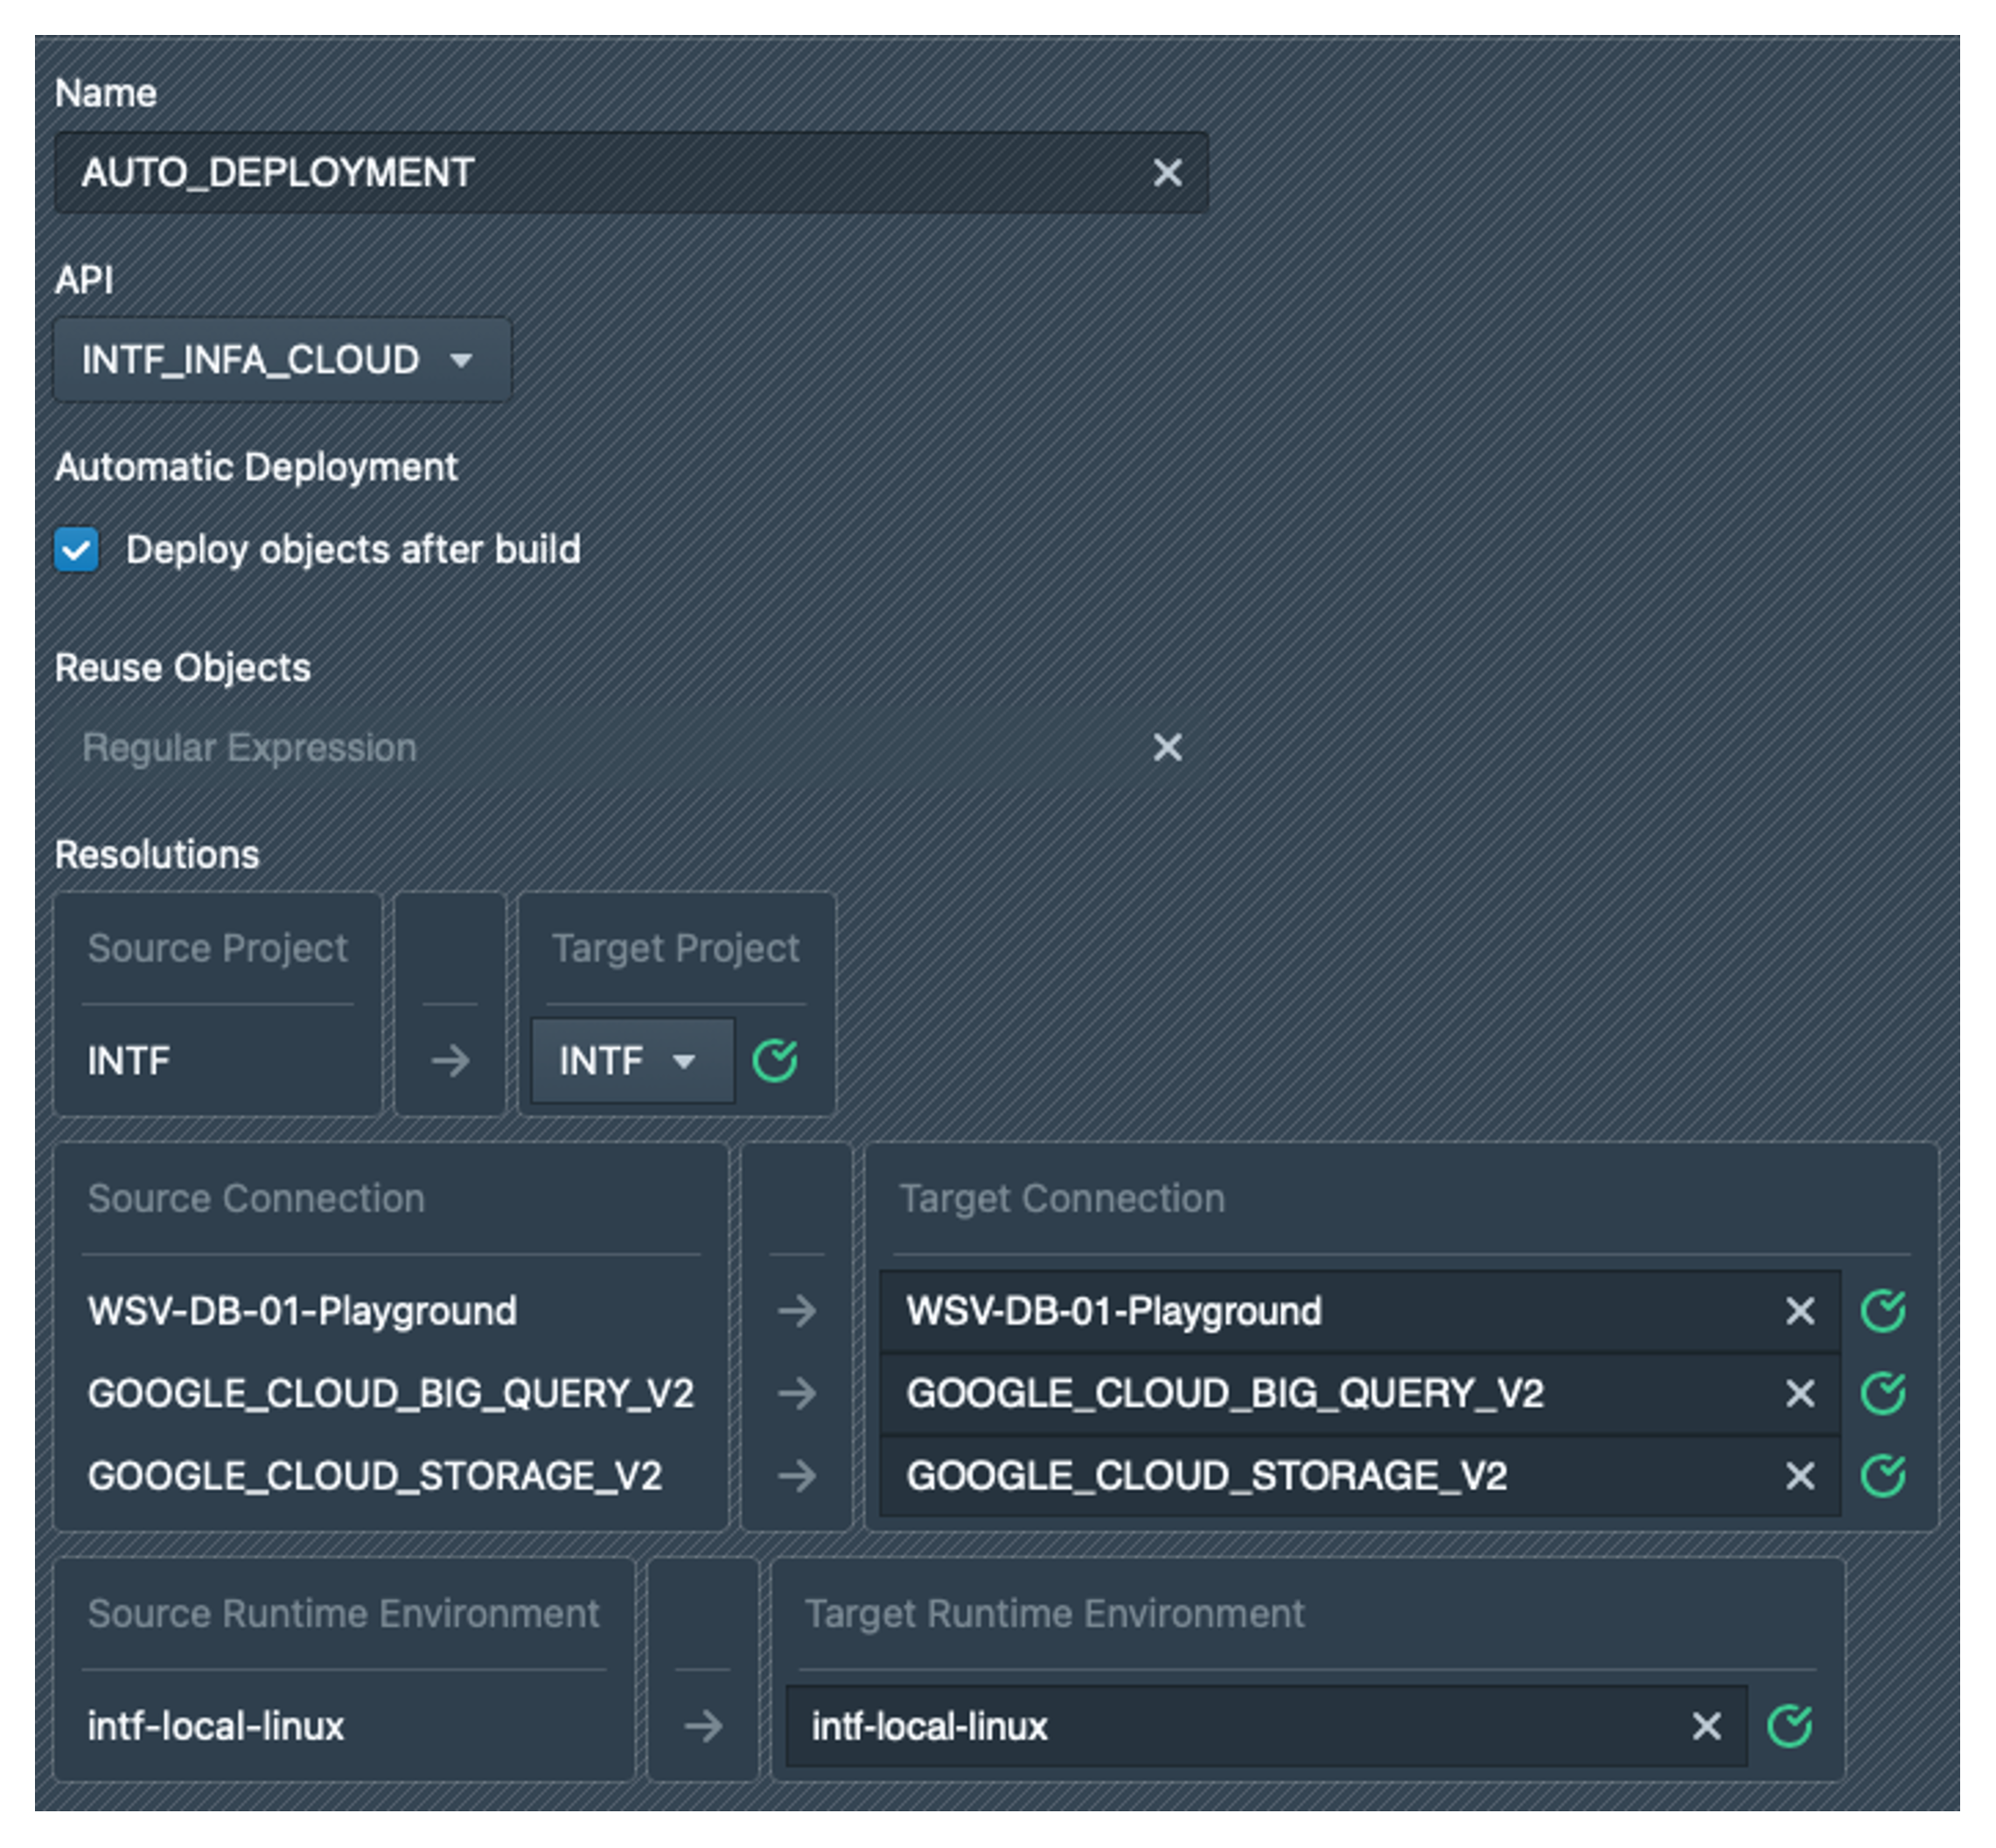 Name
AUTO_DEPLOYMENT
API
INTF_INFA_CLOUD
Automatic Deployment
Deploy objects after build
Reuse Objects
Regular Expression
Resolutions
Source Project Target Project
INTF INTF
Source Connection Target Connection
WSV-DB-01-Playground WSV-DB-01-Playground
GOOGLE_CLOUD_BIG_QUERY_V2 GOOGLE_CLOUD_BIG_QUERY_V2
GOOGLE_CLOUD_STORAGE_V2 GOOGLE_CLOUD_STORAGE_V2
Source Runtime Environment Target Runtime Environment
intf-local-linux intf-local-linux